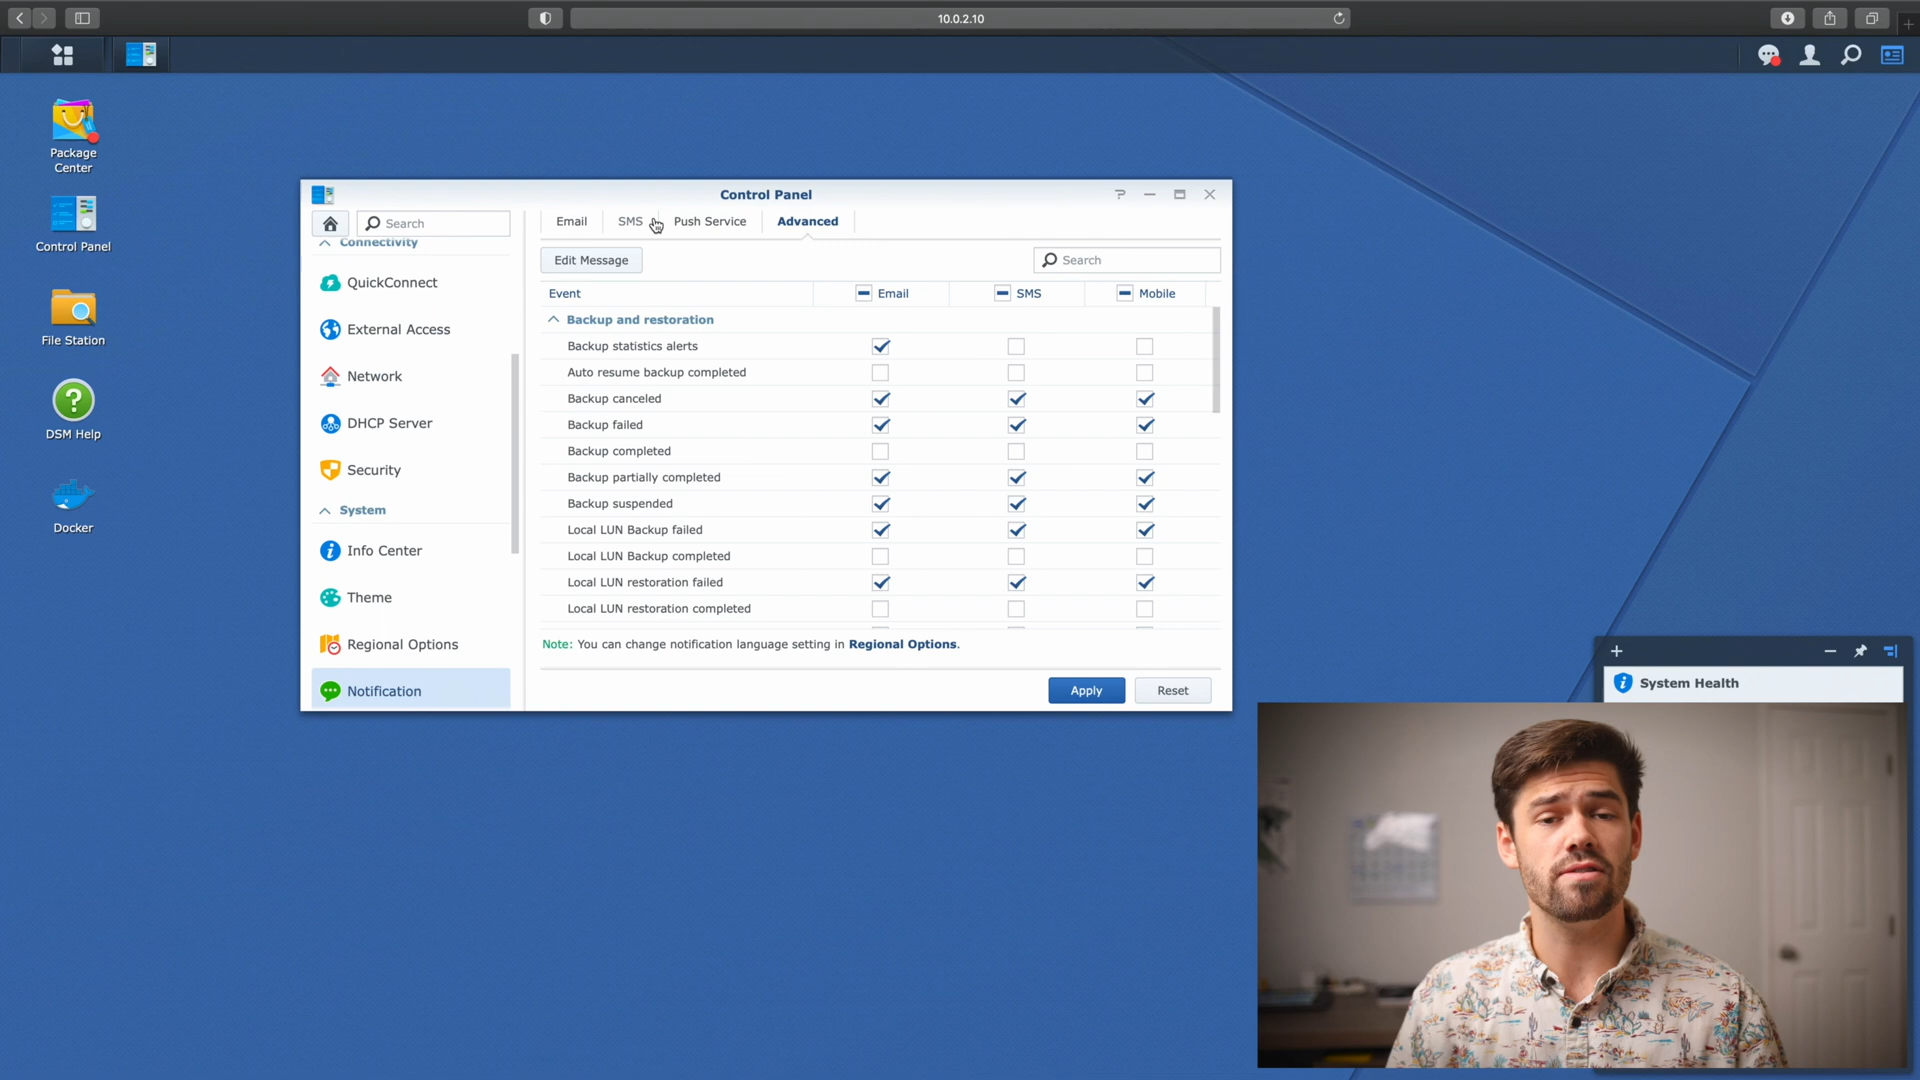 10.0.2.10
Package
Center
Control Panel
File Station
DSM Help
Docker
Control Panel
Search
Connectivity
QuickConnect
External Access
Network
DHCP Server
Security
System
Info Center
Theme
Regional Options
Notification
Email SMS Push Service Advanced
Edit Message
Search
Event Email SMS Mobile
Backup and restoration
Backup statistics alerts
Auto resume backup completed
Backup canceled
Backup failed
Backup completed
Backup partially completed
Backup suspended
Local LUN Backup failed
Local LUN Backup completed
Local LUN restoration failed
Local LUN restoration completed
Note: You can change notification language setting in Regional Options.
Apply Reset
System Health